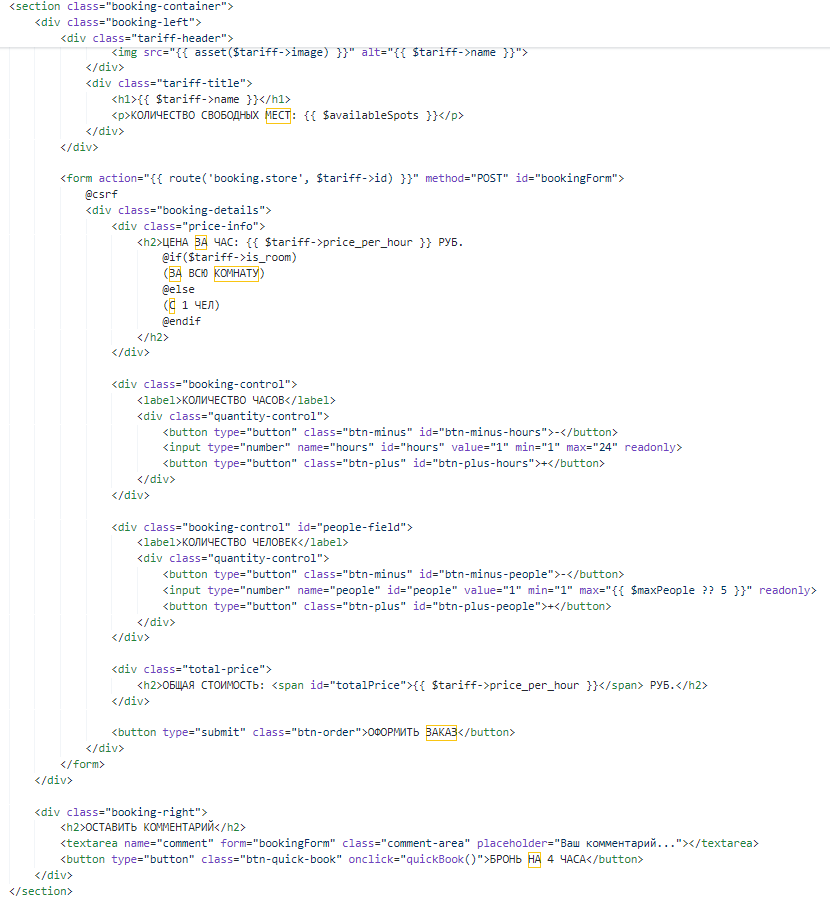 <section class="booking-container">
<div class="booking-left">
<div class="tariff-header">
<img src="{{ asset($tariff->image) }}" alt="{{ $tariff->name }}">
</div>
<div class="tariff-title">
<h1>{{ $tariff->name }}</h1>
<p>КОЛИЧЕСТВО СВОБОДНЫХ МЕСТ: {{ $availableSpots }}</p>
</div>
</div>
<form action="{{ route('booking.store', $tariff->id) }}" method="POST" id="bookingForm">
@csrf
<div class="booking-details">
<div class="price-info">
<h2>ЦЕНА ЗА ЧАС: {{ $tariff->price_per_hour }} РУБ.
@if($tariff->is_room)
(ЗА ВСЮ КОМНАТУ)
@else
(С 1 ЧЕЛ)
@endif
</h2>
</div>
<div class="booking-control">
<label>КОЛИЧЕСТВО ЧАСОВ</label>
<div class="quantity-control">
<button type="button" class="btn-minus" id="btn-minus-hours">-</button>
<input type="number" name="hours" id="hours" value="1" min="1" max="24" readonly>
<button type="button" class="btn-plus" id="btn-plus-hours">+</button>
</div>
</div>
<div class="booking-control" id="people-field">
<label>КОЛИЧЕСТВО ЧЕЛОВЕК</label>
<div class="quantity-control">
<button type="button" class="btn-minus" id="btn-minus-people">-</button>
<input type="number" name="people" id="people" value="1" min="1" max="{{ $maxPeople ?? 5 }}" readonly>
<button type="button" class="btn-plus" id="btn-plus-people">+</button>
</div>
</div>
<div class="total-price">
<h2>ОБЩАЯ СТОИМОСТЬ: <span id="totalPrice">{{ $tariff->price_per_hour }}</span> РУБ.</h2>
</div>
<button type="submit" class="btn-order">ОФОРМИТЬ ЗАКАЗ</button>
</div>
</form>
</div>
<div class="booking-right">
<h2>ОСТАВИТЬ КОММЕНТАРИЙ</h2>
<textarea name="comment" form="bookingForm" class="comment-area" placeholder="Ваш комментарий..."></textarea>
<button type="button" class="btn-quick-book" onclick="quickBook()">БРОНЬ НА 4 ЧАСА</button>
</div>
</section>